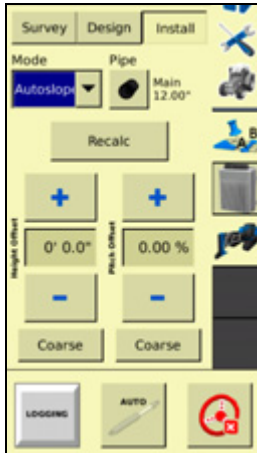 Survey Design Install
Mode Pipe
Autoslope Main
12.00"
Recalc
+ +
Height Offset 0' 0.0" Pitch Offset 0.00 %
- -
Coarse Coarse
LOGGING AUTO
A B